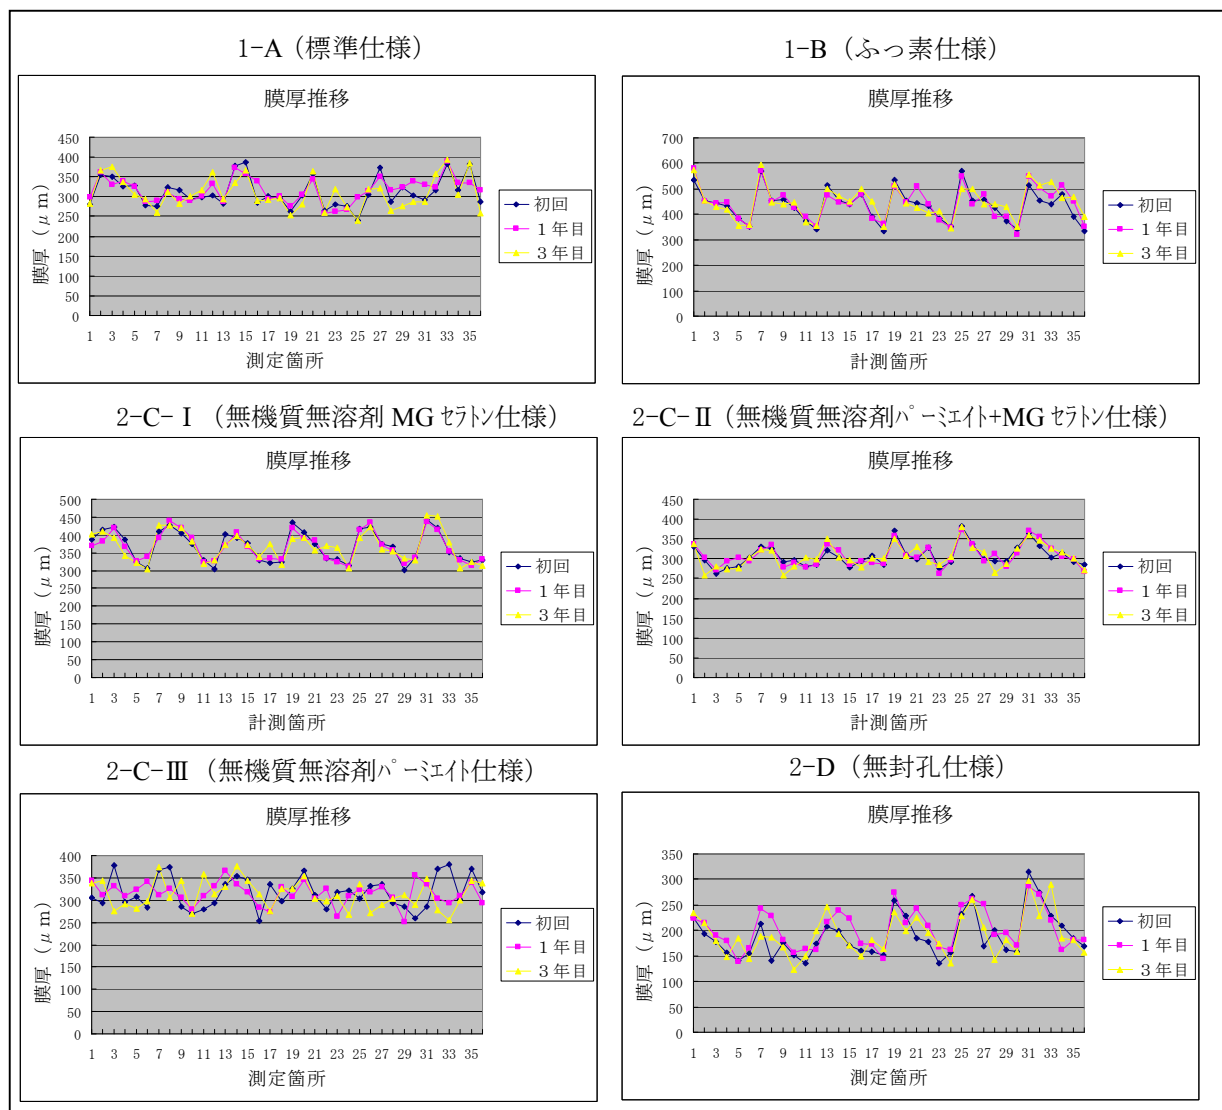 1-A（標準仕様）
膜厚推移
膜厚（μm）
450
400
350
300
250
200
150
100
50
0
1 3 5 7 9 11 13 15 17 19 21 23 25 27 29 31 33 35
測定箇所
初回
1年目
3年目
1-B（ふっ素仕様）
膜厚推移
膜厚（μm）
700
600
500
400
300
200
100
0
1 3 5 7 9 11 13 15 17 19 21 23 25 27 29 31 33 35
計測箇所
初回
1年目
3年目
2-C-Ⅰ（無機質無溶剤 MG ｾﾗﾄﾝ仕様）
膜厚推移
膜厚（μm）
500
450
400
350
300
250
200
150
100
50
0
1 3 5 7 9 11 13 15 17 19 21 23 25 27 29 31 33 35
計測箇所
初回
1年目
3年目
2-C-Ⅱ（無機質無溶剤ﾊﾟｰﾐｴｲﾄ+MG ｾﾗﾄﾝ仕様）
膜厚推移
膜厚（μm）
450
400
350
300
250
200
150
100
50
0
1 3 5 7 9 11 13 15 17 19 21 23 25 27 29 31 33 35
計測箇所
初回
1年目
3年目
2-C-Ⅲ（無機質無溶剤ﾊﾟｰﾐｴｲﾄ仕様）
膜厚推移
膜厚（μm）
400
350
300
250
200
150
100
50
0
1 3 5 7 9 11 13 15 17 19 21 23 25 27 29 31 33 35
測定箇所
初回
1年目
3年目
2-D（無封孔仕様）
膜厚推移
膜厚（μm）
350
300
250
200
150
100
50
0
1 3 5 7 9 11 13 15 17 19 21 23 25 27 29 31 33 35
測定箇所
初回
1年目
3年目